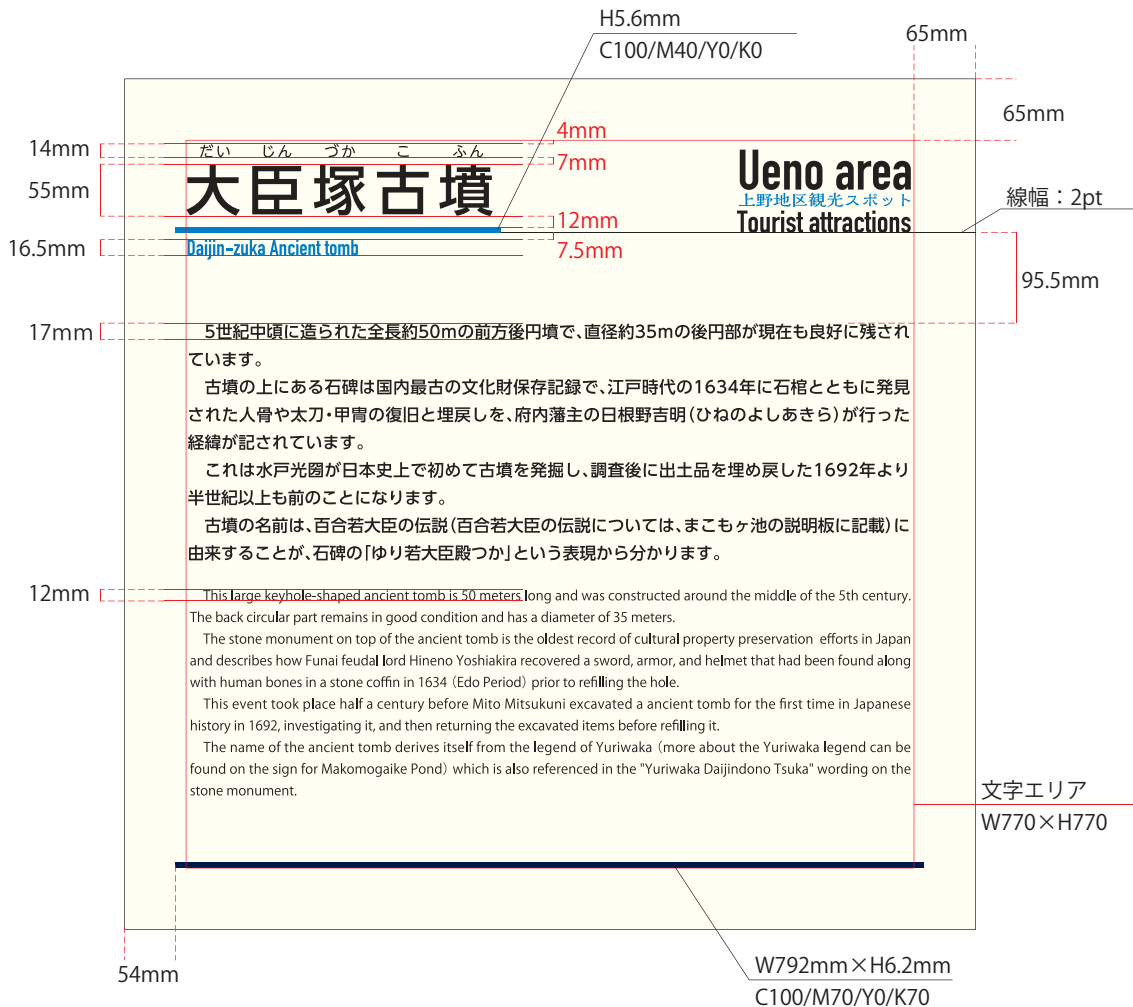 H5.6mm
C100/M40/Y0/K0
65mm
65mm
4mm
14mm
だい じん づか こ ふん
7mm
大臣塚古墳
55mm
12mm
16.5mm
Daijin-zuka Ancient tomb
7.5mm
Ueno area
上野地区観光スポット
Tourist attractions
線幅：2pt
95.5mm
17mm
5世紀中頃に造られた全長約50mの前方後円墳で、直径約35mの後円部が現在も良好に残され
ています。
古墳の上にある石碑は国内最古の文化財保存記録で、江戸時代の1634年に石棺とともに発見
された人骨や太刀・甲冑の復旧と埋戻しを、府内藩主の日根野吉明（ひねのよしあきら）が行った
経緯が記されています。
これは水戸光圀が日本史上で初めて古墳を発掘し、調査後に出土品を埋め戻した1692年より
半世紀以上も前のことになります。
古墳の名前は、百合若大臣の伝説（百合若大臣の伝説については、まこもヶ池の説明板に記載）に
由来することが、石碑の「ゆり若大臣殿つか」という表現から分かります。
12mm
This large keyhole-shaped ancient tomb is 50 meters long and was constructed around the middle of the 5th century.
The back circular part remains in good condition and has a diameter of 35 meters.
The stone monument on top of the ancient tomb is the oldest record of cultural property preservation efforts in Japan
and describes how Funai feudal lord Hineno Yoshiakira recovered a sword, armor, and helmet that had been found along
with human bones in a stone coffin in 1634 (Edo Period) prior to refilling the hole.
This event took place half a century before Mito Mitsukuni excavated a ancient tomb for the first time in Japanese
history in 1692, investigating it, and then returning the excavated items before refilling it.
The name of the ancient tomb derives itself from the legend of Yuriwaka (more about the Yuriwaka legend can be
found on the sign for Makomogaike Pond) which is also referenced in the "Yuriwaka Daijindono Tsuka" wording on the
stone monument.
文字エリア
W770×H770
54mm
W792mm×H6.2mm
C100/M70/Y0/K70